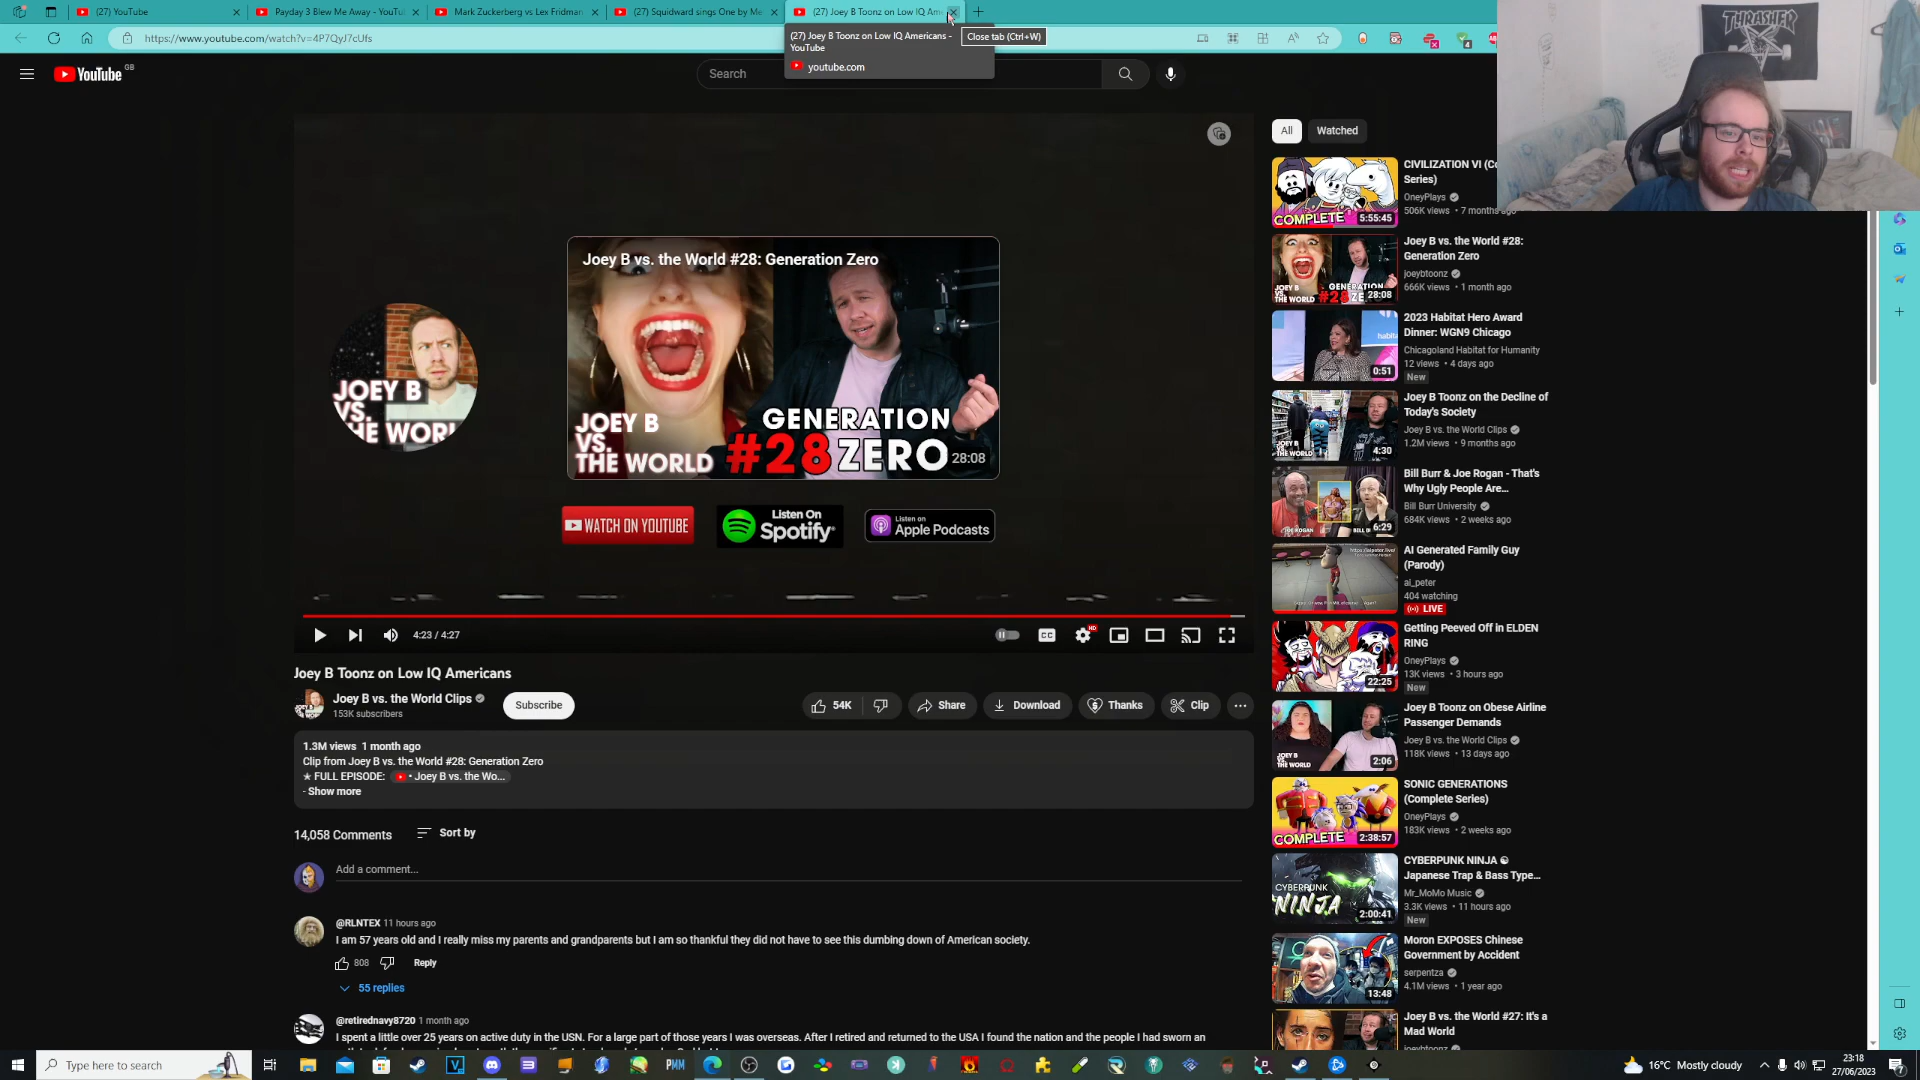 (27) YouTube
Payday 3 Blew Me Away - YouTu
Mark Zuckerberg vs Lex Fridman
(27) Squidward sings One by Me
(27) Joey B Toonz on Low IQ Am
https://www.youtube.com/watch?v=4P7QyJ7cUfs
(27) Joey B Toonz on Low IQ Americans -
YouTube
youtube.com
Close tab (Ctrl+W)
YouTube GB
Search
THRASHER
Joey B vs. the World #28: Generation Zero
JOEY B
VS.
THE WORLD
GENERATION
#28 ZERO
28:08
JOEY B
VS.
WATCH ON YOUTUBE
Listen On
Spotify
Listen on
Apple Podcasts
4:23 / 4:27
CC
HD
Joey B Toonz on Low IQ Americans
Joey B vs. the World Clips
153K subscribers
Subscribe
54K
Share
Download
Thanks
Clip
1.3M views 1 month ago
Clip from Joey B vs. the World #28: Generation Zero
★ FULL EPISODE: • Joey B vs. the Wo...
- Show more
14,058 Comments
Sort by
Add a comment...
@RLNTEX 11 hours ago
I am 57 years old and I really miss my parents and grandparents but I am so thankful they did not have to see this dumbing down of American society.
808
Reply
55 replies
@retirednavy8720 1 month ago
I spent a little over 25 years on active duty in the USN. For a large part of those years I was overseas. After I retired and returned to the USA I found the nation and the people I had sworn an
All
Watched
COMPLETE
5:55:45
CIVILIZATION VI (Co
Series)
OneyPlays
506K views • 7 months ago
JOEY B
VS.
THE WORLD
GENERATION
#28
28:08
Joey B vs. the World #28:
Generation Zero
joeybtoonz
666K views • 1 month ago
0:51
2023 Habitat Hero Award
Dinner: WGN9 Chicago
Chicagoland Habitat for Humanity
12 views • 4 days ago
New
4:30
Joey B Toonz on the Decline of
Today's Society
Joey B vs. the World Clips
1.2M views • 9 months ago
JOE ROGAN
6:29
Bill Burr & Joe Rogan - That's
Why Ugly People Are...
Bill Burr University
684K views • 2 weeks ago
AI Generated Family Guy
(Parody)
ai_peter
404 watching
LIVE
22:25
Getting Peeved Off in ELDEN
RING
OneyPlays
13K views • 3 hours ago
New
2:06
Joey B Toonz on Obese Airline
Passenger Demands
Joey B vs. the World Clips
118K views • 13 days ago
COMPLETE
2:38:57
SONIC GENERATIONS
(Complete Series)
OneyPlays
183K views • 2 weeks ago
CYBERPUNK
NINJA
2:00:41
CYBERPUNK NINJA ☯
Japanese Trap & Bass Type...
Mr_MoMo Music
3.3K views • 11 hours ago
New
13:48
Moron EXPOSES Chinese
Government by Accident
serpentza
4.1M views • 1 year ago
Joey B vs. the World #27: It's a
Mad World
Type here to search
PMM
16°C Mostly cloudy
23:18
27/06/2023